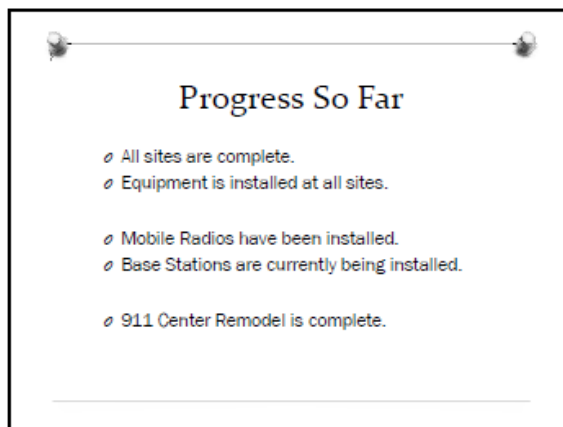 Progress So Far
All sites are complete.
Equipment is installed at all sites.
Mobile Radios have been installed.
Base Stations are currently being installed.
911 Center Remodel is complete.